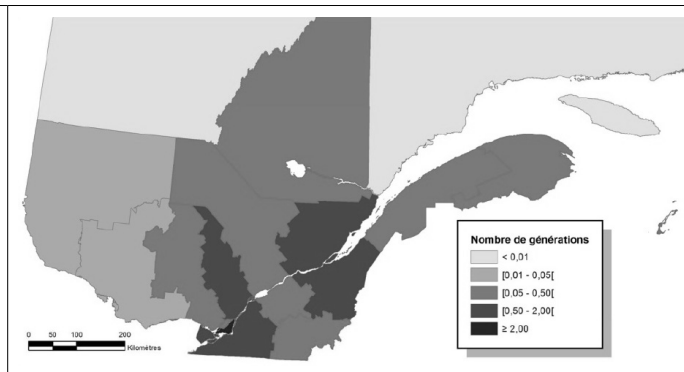 Nombre de générations
< 0,01
[0,01 - 0,05[
[0,05 - 0,50[
[0,50 - 2,00[
≥ 2,00
0 50 100 200
Kilomètres